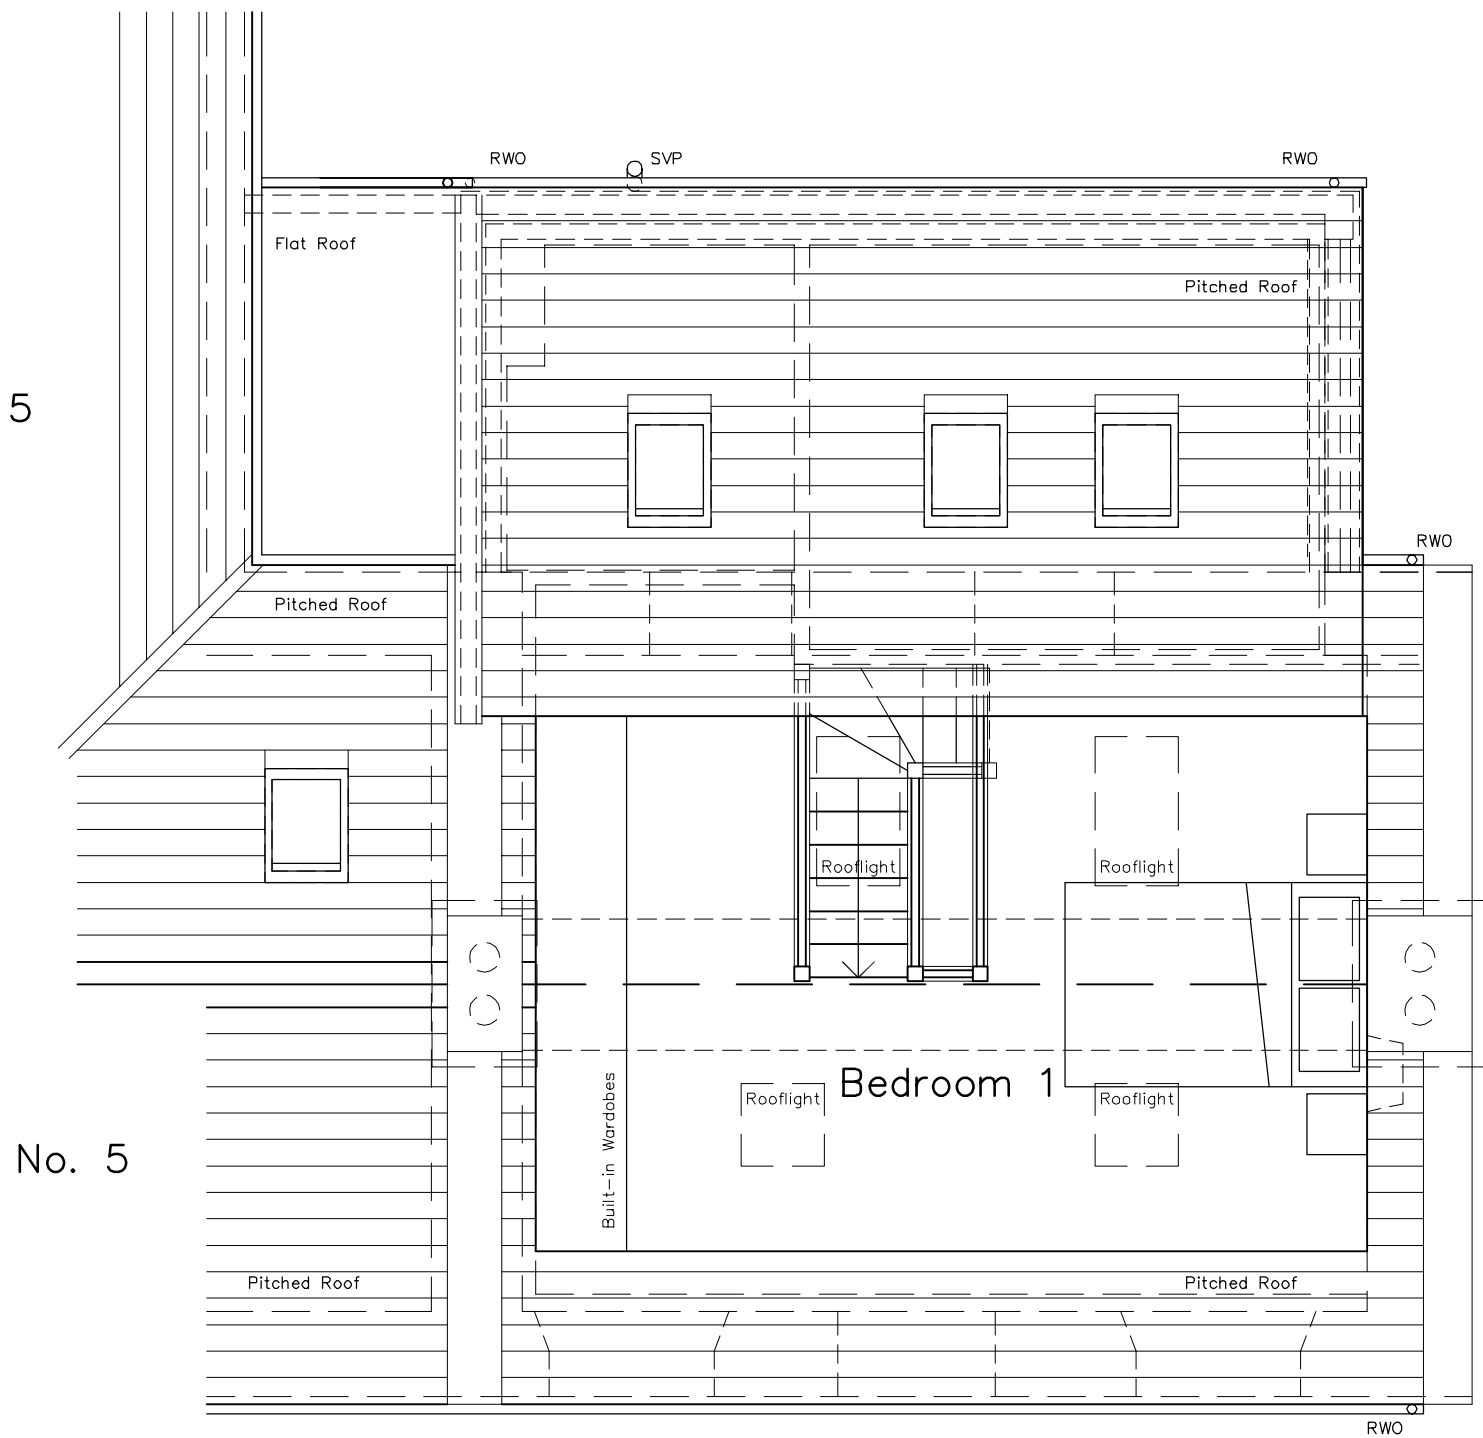 RWO
SVP
RWO
Flat Roof
Pitched Roof
5
RWO
Pitched Roof
Rooflight
Rooflight
Bedroom 1
Rooflight
Rooflight
Built-in Wardobes
No. 5
Pitched Roof
Pitched Roof
RWO